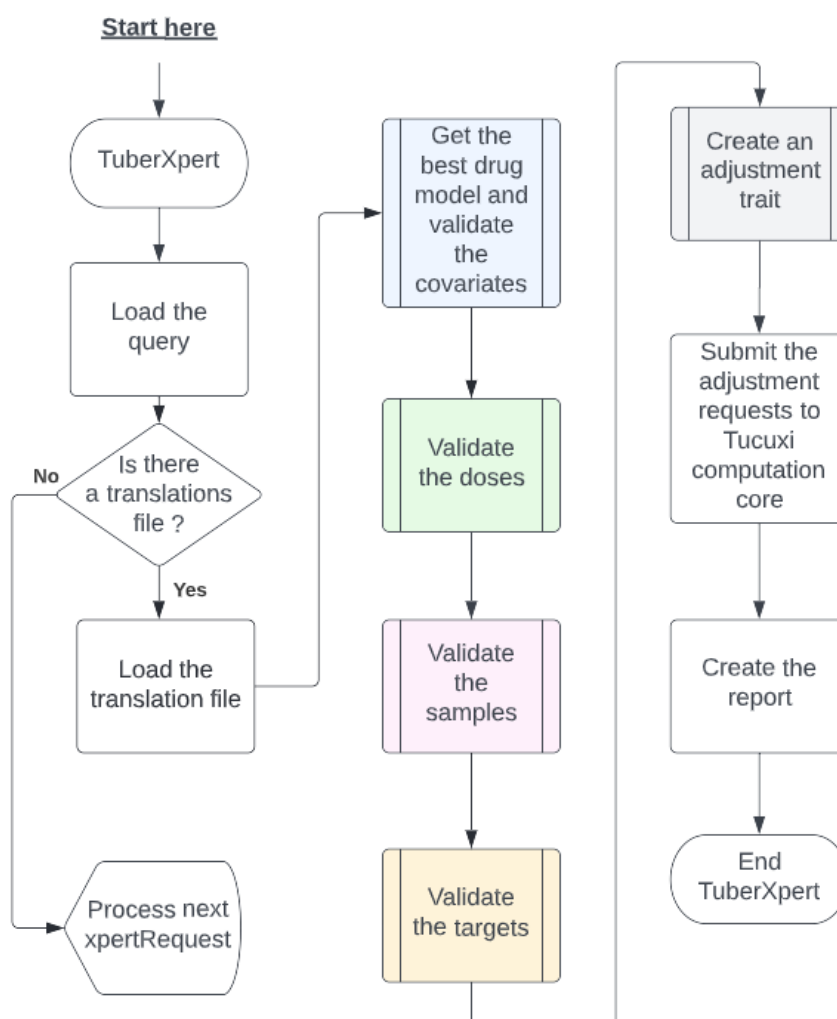 Start here
TuberXpert
Load the
query
Is there
a translations
file ?
No
Yes
Load the
translation file
Process next
xpertRequest
Get the
best drug
model and
validate
the
covariates
Validate
the doses
Validate
the
samples
Validate
the targets
Create an
adjustment
trait
Submit the
adjustment
requests to
Tucuxi
computation
core
Create the
report
End
TuberXpert